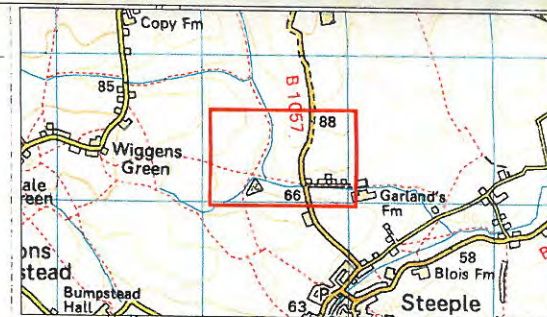 Copy Fm
85
B 1057
88
Wiggens
Green
ale
reen
66
Garland's
Fm
ons
stead
58
Blois Fm
Bumpstead
Hall
63
Steeple